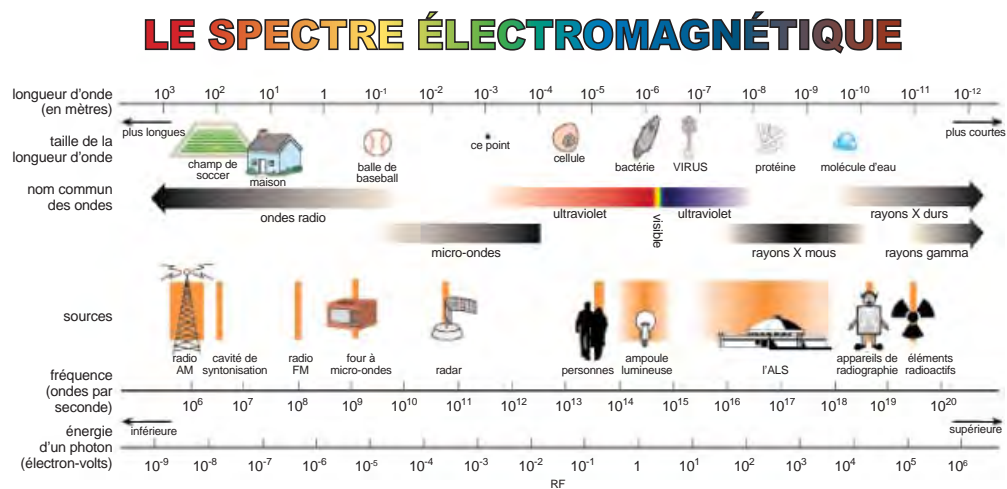 LE SPECTRE ÉLECTROMAGNÉTIQUE
longueur d'onde
(en mètres)
10³ 10² 10¹ 1 10⁻¹ 10⁻² 10⁻³ 10⁻⁴ 10⁻⁵ 10⁻⁶ 10⁻⁷ 10⁻⁸ 10⁻⁹ 10⁻¹⁰ 10⁻¹¹ 10⁻¹²
plus longues
plus courtes
taille de la
longueur d'onde
champ de
soccer
maison
balle de
baseball
ce point
cellule
bactérie
VIRUS
protéine
molécule d'eau
nom commun
des ondes
ondes radio
ultraviolet
visible
ultraviolet
rayons X durs
micro-ondes
rayons X mous
rayons gamma
sources
radio
AM
cavité de
syntonisation
radio
FM
four à
micro-ondes
radar
personnes
ampoule
lumineuse
l'ALS
appareils de
radiographie
éléments
radioactifs
fréquence
(ondes par
seconde)
10⁶ 10⁷ 10⁸ 10⁹ 10¹⁰ 10¹¹ 10¹² 10¹³ 10¹⁴ 10¹⁵ 10¹⁶ 10¹⁷ 10¹⁸ 10¹⁹ 10²⁰
inférieure
supérieure
énergie
d'un photon
(électron-volts)
10⁻⁹ 10⁻⁸ 10⁻⁷ 10⁻⁶ 10⁻⁵ 10⁻⁴ 10⁻³ 10⁻² 10⁻¹ 1 10¹ 10² 10³ 10⁴ 10⁵ 10⁶
RF